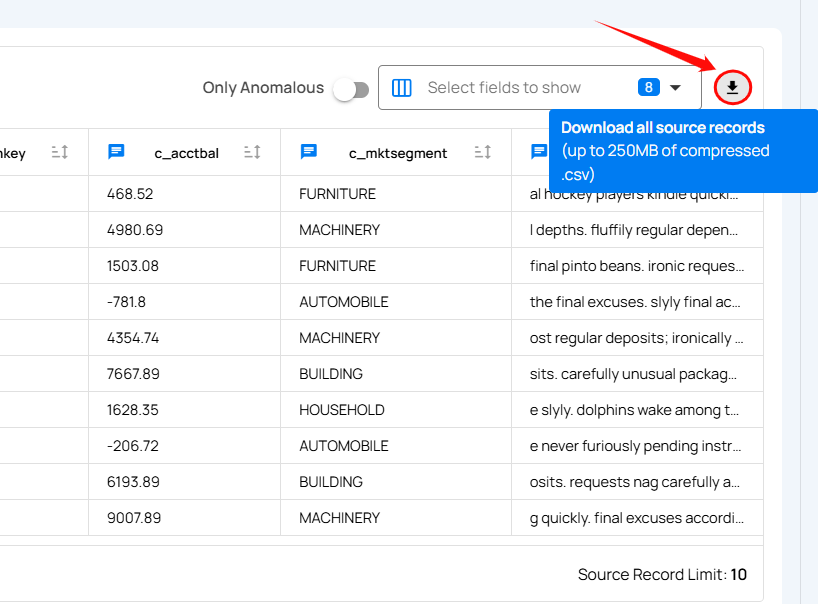 Only Anomalous Select fields to show 8
Download all source records
(up to 250MB of compressed
.csv)
nkey c_acctbal c_mktsegment
468.52 FURNITURE al hockey players kindle quickl...
4980.69 MACHINERY l depths. fluffily regular depen...
1503.08 FURNITURE final pinto beans. ironic reques...
-781.8 AUTOMOBILE the final excuses. slyly final ac...
4354.74 MACHINERY ost regular deposits; ironically ...
7667.89 BUILDING sits. carefully unusual packag...
1628.35 HOUSEHOLD e slyly. dolphins wake among t...
-206.72 AUTOMOBILE e never furiously pending instr...
6193.89 BUILDING osits. requests nag carefully a...
9007.89 MACHINERY g quickly. final excuses accordi...
Source Record Limit: 10